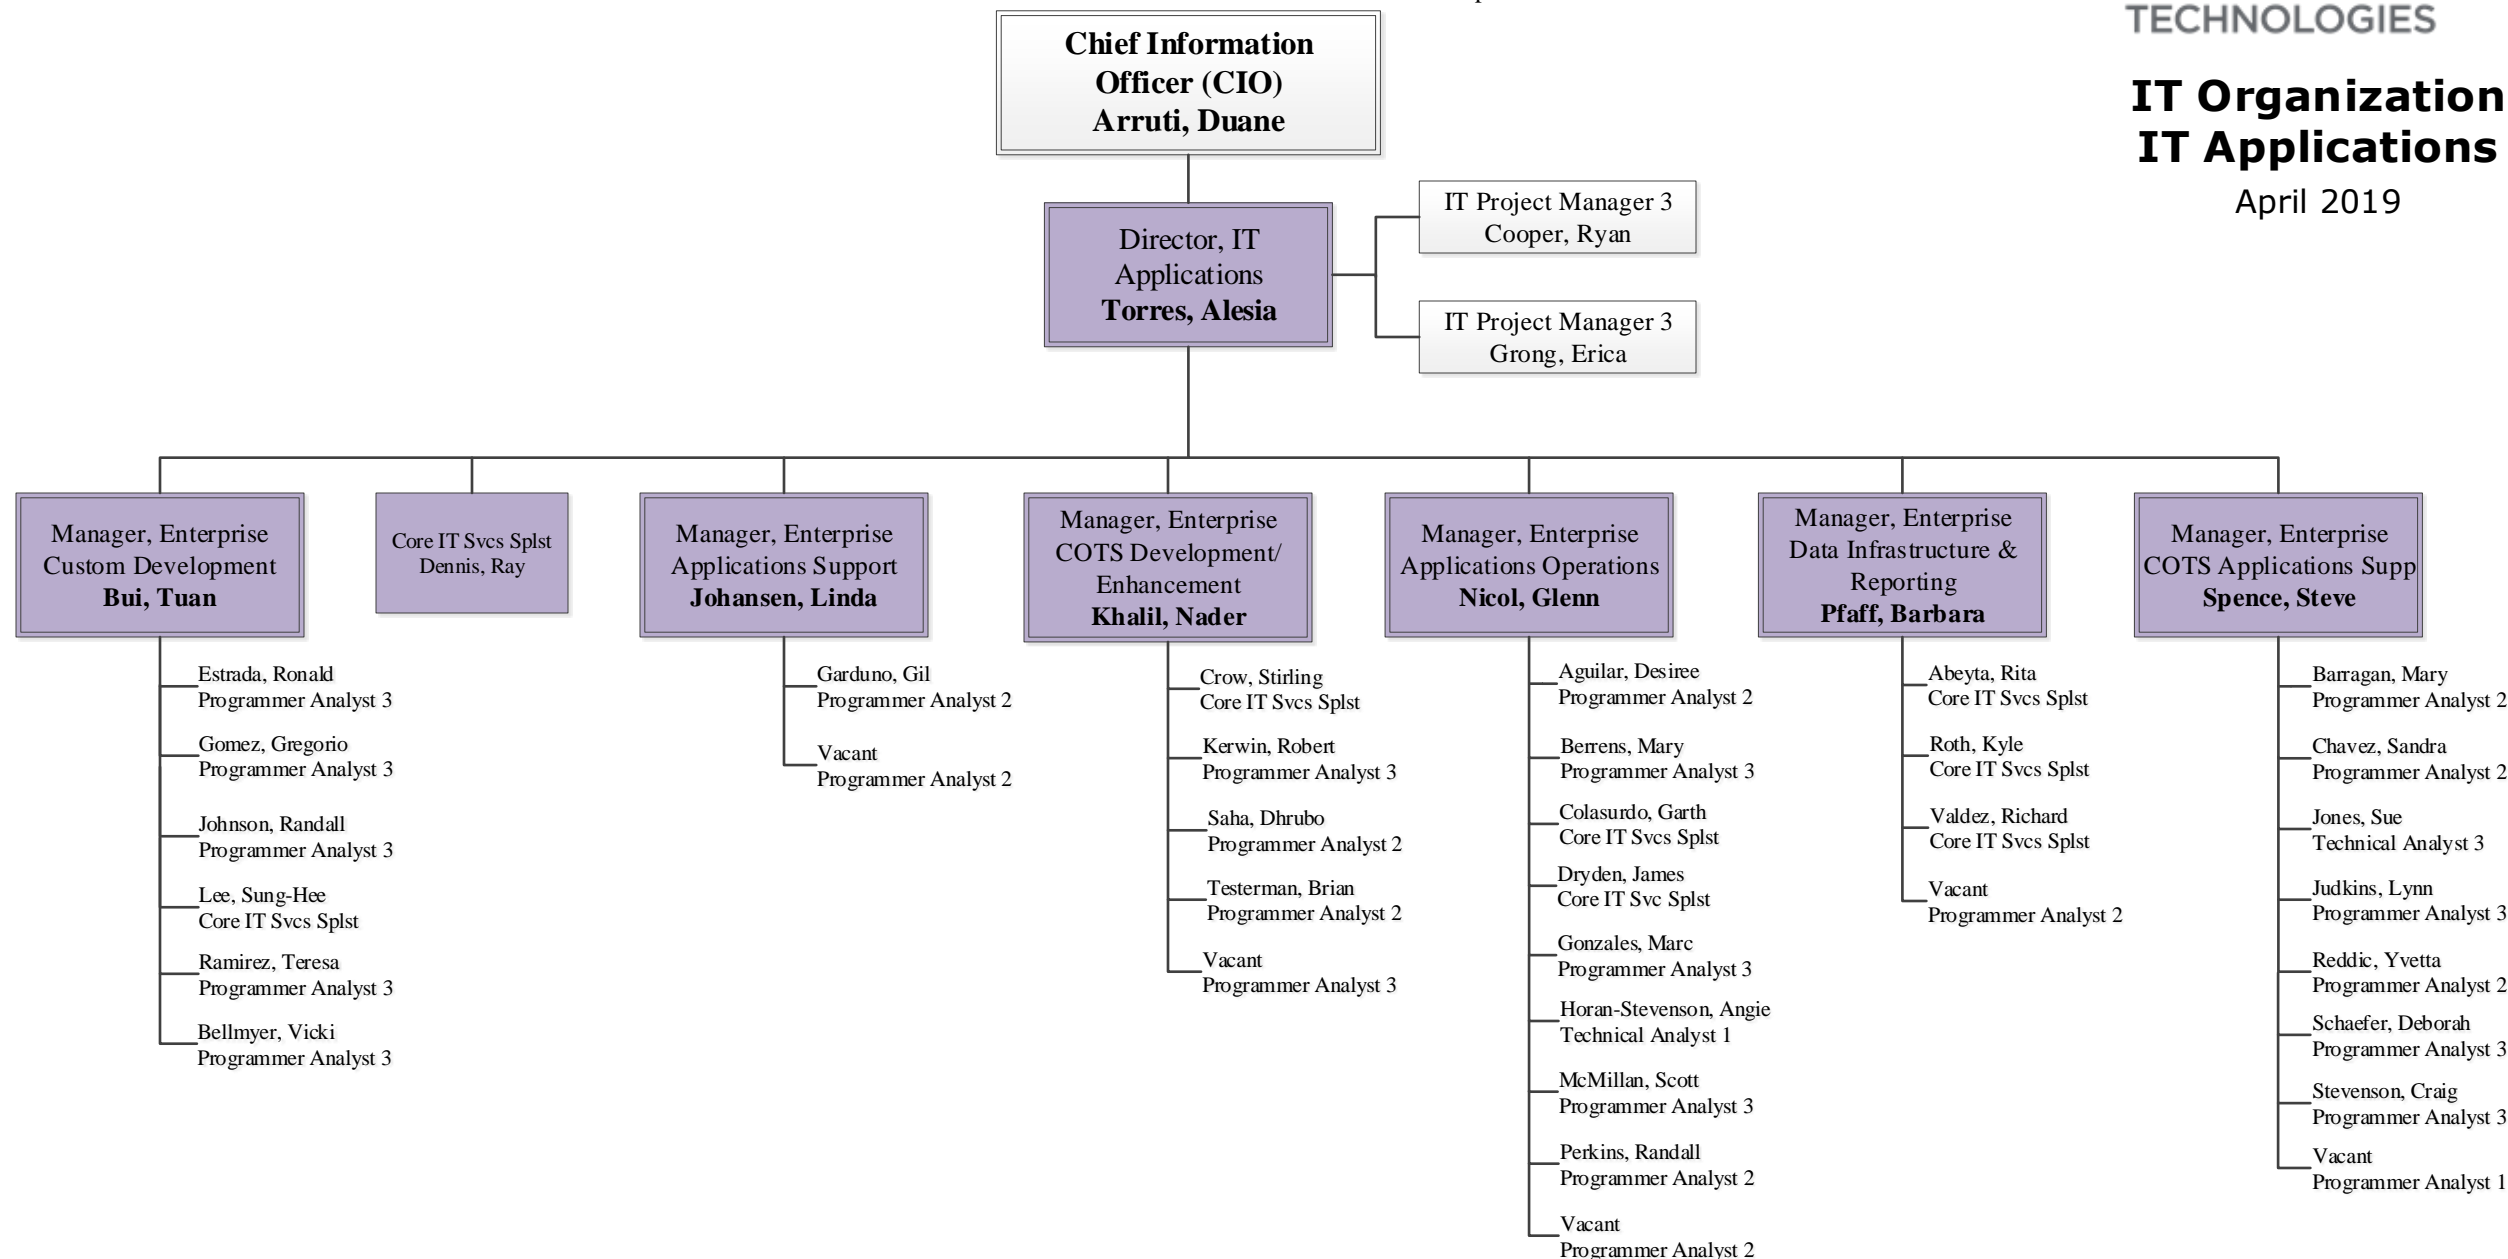 TECHNOLOGIES
IT Organization
IT Applications
April 2019
Chief Information
Officer (CIO)
Arruti, Duane
Director, IT
Applications
Torres, Alesia
IT Project Manager 3
Cooper, Ryan
IT Project Manager 3
Grong, Erica
Manager, Enterprise
Custom Development
Bui, Tuan
Estrada, Ronald
Programmer Analyst 3
Gomez, Gregorio
Programmer Analyst 3
Johnson, Randall
Programmer Analyst 3
Lee, Sung-Hee
Core IT Svcs Splst
Ramirez, Teresa
Programmer Analyst 3
Bellmyer, Vicki
Programmer Analyst 3
Core IT Svcs Splst
Dennis, Ray
Manager, Enterprise
Applications Support
Johansen, Linda
Garduno, Gil
Programmer Analyst 2
Vacant
Programmer Analyst 2
Manager, Enterprise
COTS Development/
Enhancement
Khalil, Nader
Crow, Stirling
Core IT Svcs Splst
Kerwin, Robert
Programmer Analyst 3
Saha, Dhrubo
Programmer Analyst 2
Testerman, Brian
Programmer Analyst 2
Vacant
Programmer Analyst 3
Manager, Enterprise
Applications Operations
Nicol, Glenn
Aguilar, Desiree
Programmer Analyst 2
Berrens, Mary
Programmer Analyst 3
Colasurdo, Garth
Core IT Svcs Splst
Dryden, James
Core IT Svc Splst
Gonzales, Marc
Programmer Analyst 3
Horan-Stevenson, Angie
Technical Analyst 1
McMillan, Scott
Programmer Analyst 3
Perkins, Randall
Programmer Analyst 2
Vacant
Programmer Analyst 2
Manager, Enterprise
Data Infrastructure &
Reporting
Pfaff, Barbara
Abeyta, Rita
Core IT Svcs Splst
Roth, Kyle
Core IT Svcs Splst
Valdez, Richard
Core IT Svcs Splst
Vacant
Programmer Analyst 2
Manager, Enterprise
COTS Applications Supp
Spence, Steve
Barragan, Mary
Programmer Analyst 2
Chavez, Sandra
Programmer Analyst 2
Jones, Sue
Technical Analyst 3
Judkins, Lynn
Programmer Analyst 3
Reddic, Yvetta
Programmer Analyst 2
Schaefer, Deborah
Programmer Analyst 3
Stevenson, Craig
Programmer Analyst 3
Vacant
Programmer Analyst 1